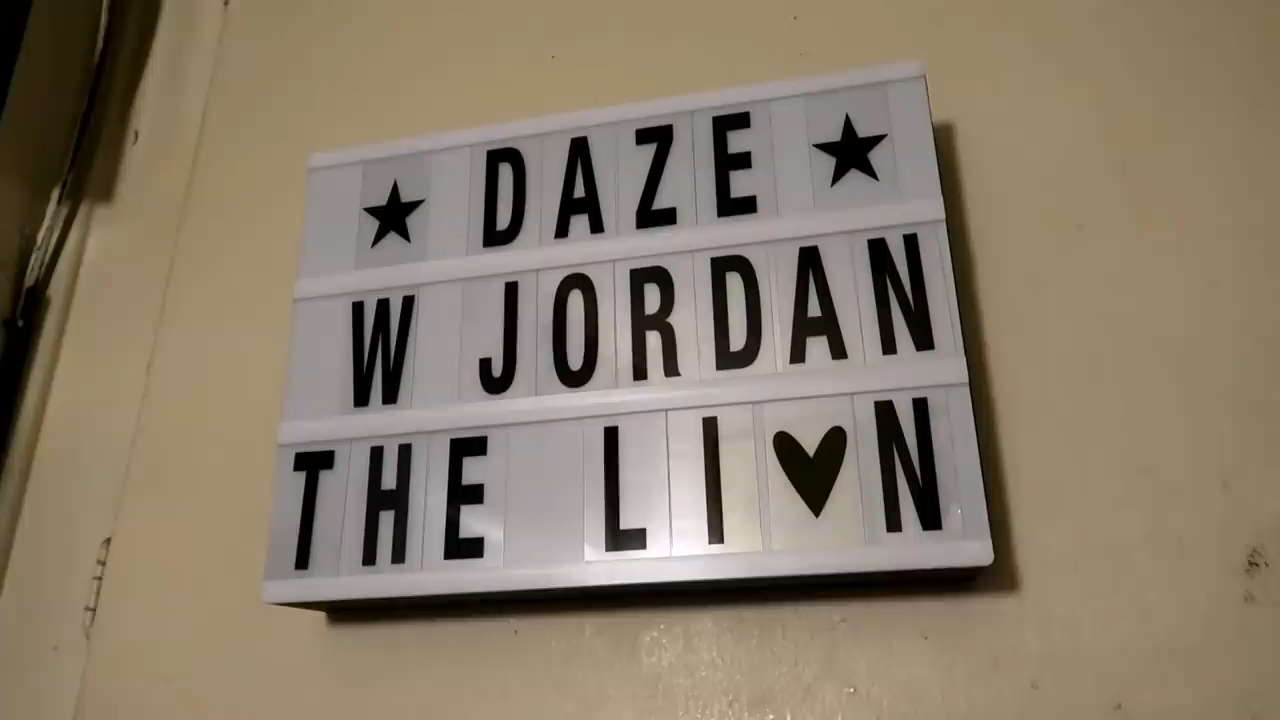 ★ DAZE ★
W JORDAN
THE LI♥N